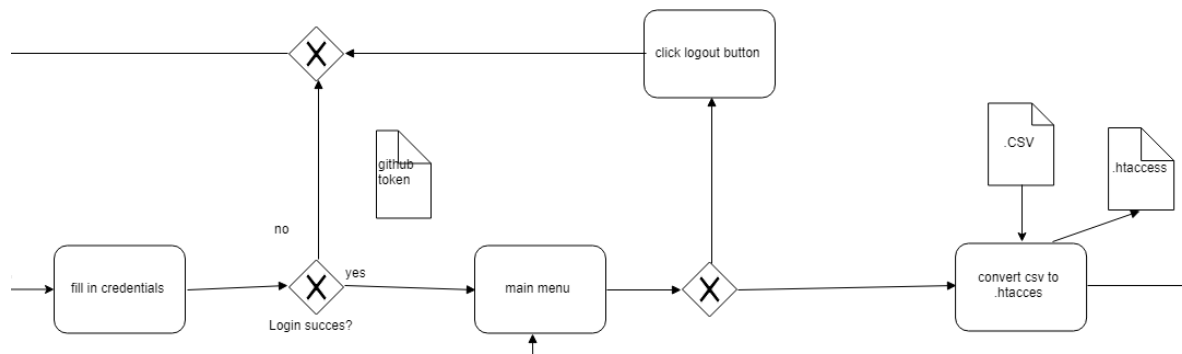 click logout button
.CSV
.htaccess
github
token
no
yes
fill in credentials
main menu
convert csv to
.htacces
Login succes?